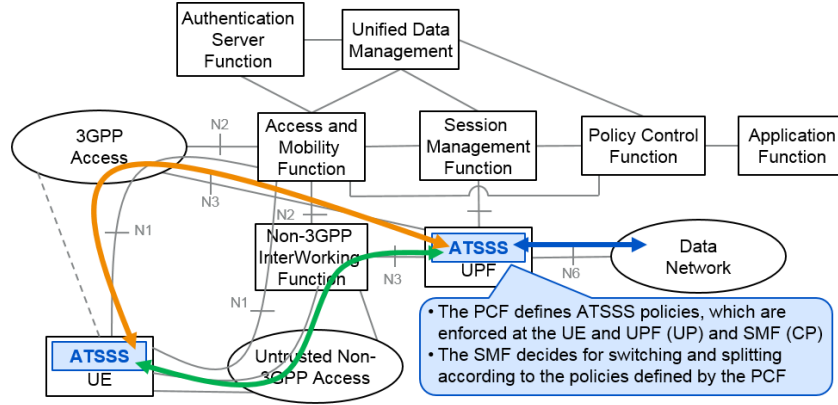 Authentication
Server
Function
Unified Data
Management
3GPP
Access
N2
Access and
Mobility
Function
Session
Management
Function
Policy Control
Function
Application
Function
N3
N1
N2
Non-3GPP
InterWorking
Function
N3
ATSSS
UPF
N6
Data
Network
N1
ATSSS
UE
Untrusted Non-
3GPP Access
• The PCF defines ATSSS policies, which are
enforced at the UE and UPF (UP) and SMF (CP)
• The SMF decides for switching and splitting
according to the policies defined by the PCF